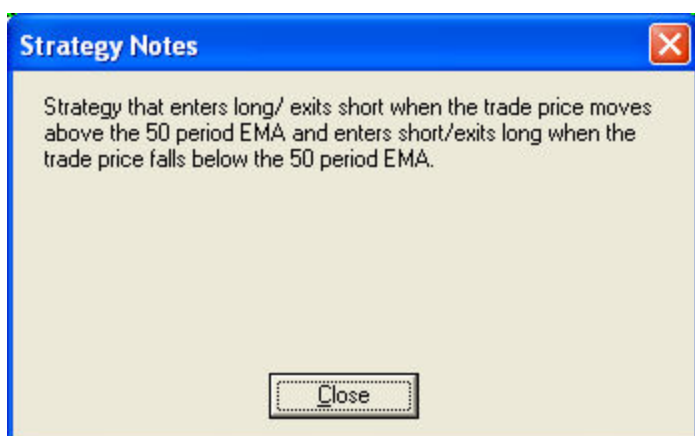 Strategy Notes
Strategy that enters long/ exits short when the trade price moves
above the 50 period EMA and enters short/exits long when the
trade price falls below the 50 period EMA.
Close